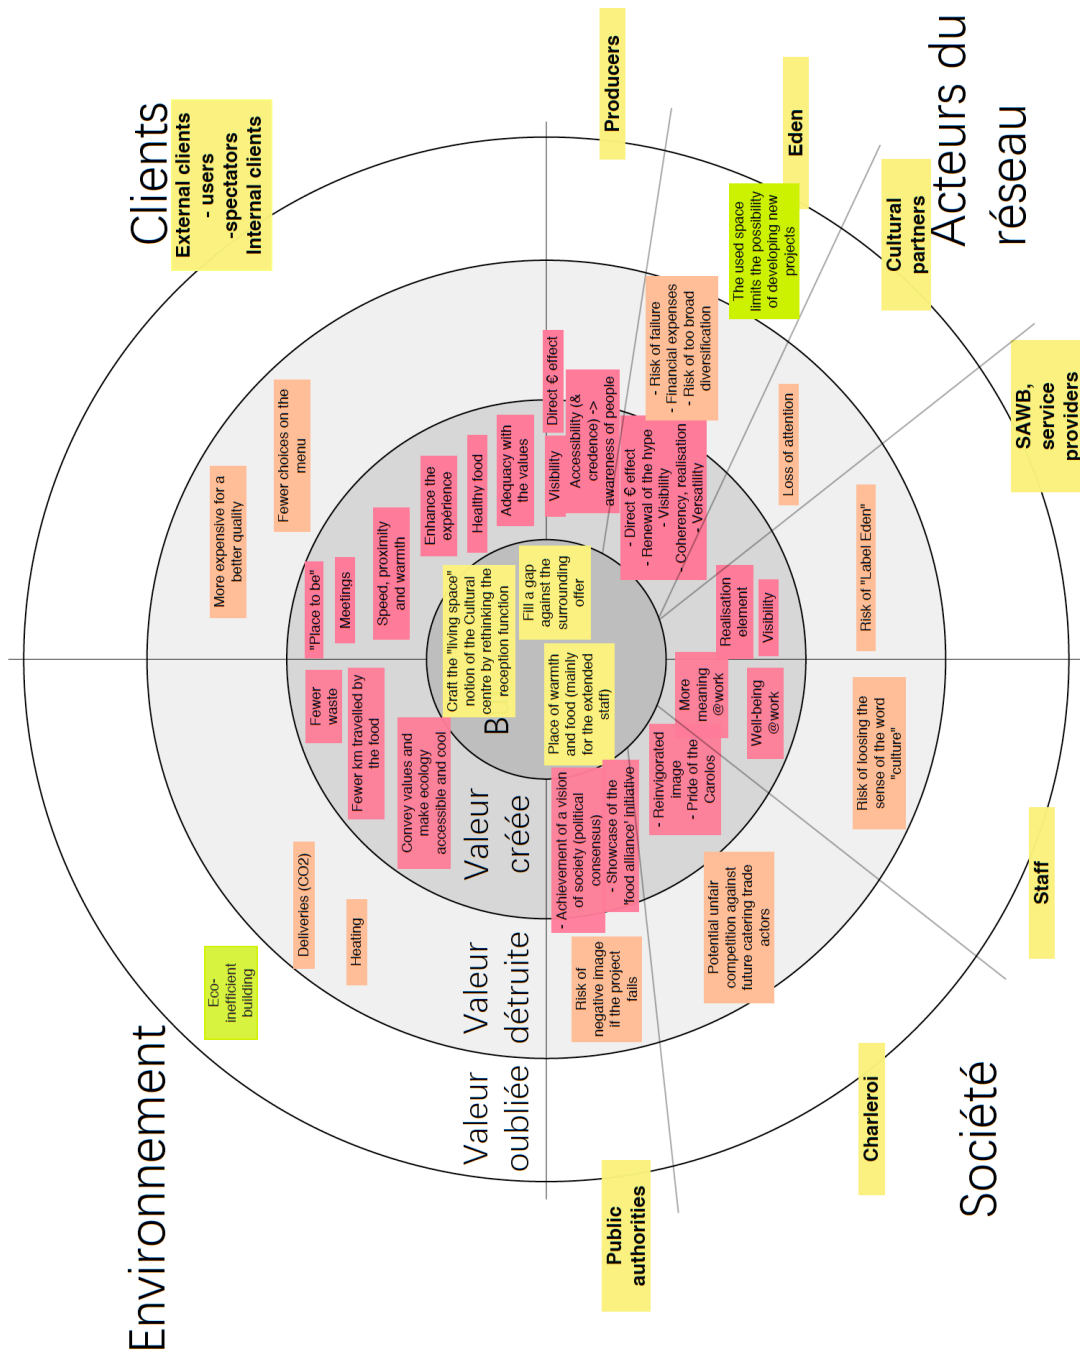 Environnement
Clients
External clients
- users
-spectators
Internal clients
Eco-
inefficient
building
Deliveries (CO2)
Heating
More expensive for a
better quality
Fewer choices on the
menu
Fewer
waste
Fewer km travelled by
the food
Convey values and
make ecology
accessible and cool
"Place to be"
Meetings
Speed, proximity
and warmth
Enhance the
expérience
Healthy food
Adequacy with
the values
Valeur
oubliée
Valeur
détruite
Valeur
créée
B
Craft the "living space"
notion of the Cultural
centre by rethinking the
reception function
Fill a gap
against the
surrounding
offer
Place of warmth
and food (mainly
for the extended
staff)
Direct € effect
Visibility
Accessibility (&
credence) ->
awareness of people
Producers
- Achievement of a vision
of society (political
consensus)
- Showcase of the
'food alliance' initiative
Risk of
negative image
if the project
fails
Public
authorities
- Direct € effect
- Renewal of the hype
- Visibility
- Coherency, realisation
- Versatility
- Risk of failure
- Financial expenses
- Risk of too broad
diversification
The used space
limits the possibility
of developing new
projects
Eden
- Reinvigorated
image
- Pride of the
Carolos
More
meaning
@work
Well-being
@work
Realisation
element
Visibility
Potential unfair
competition against
future catering trade
actors
Loss of attention
Cultural
partners
Risk of loosing the
sense of the word
"culture"
Risk of "Label Eden"
Charleroi
Staff
SAWB,
service
providers
Société
Acteurs du
réseau